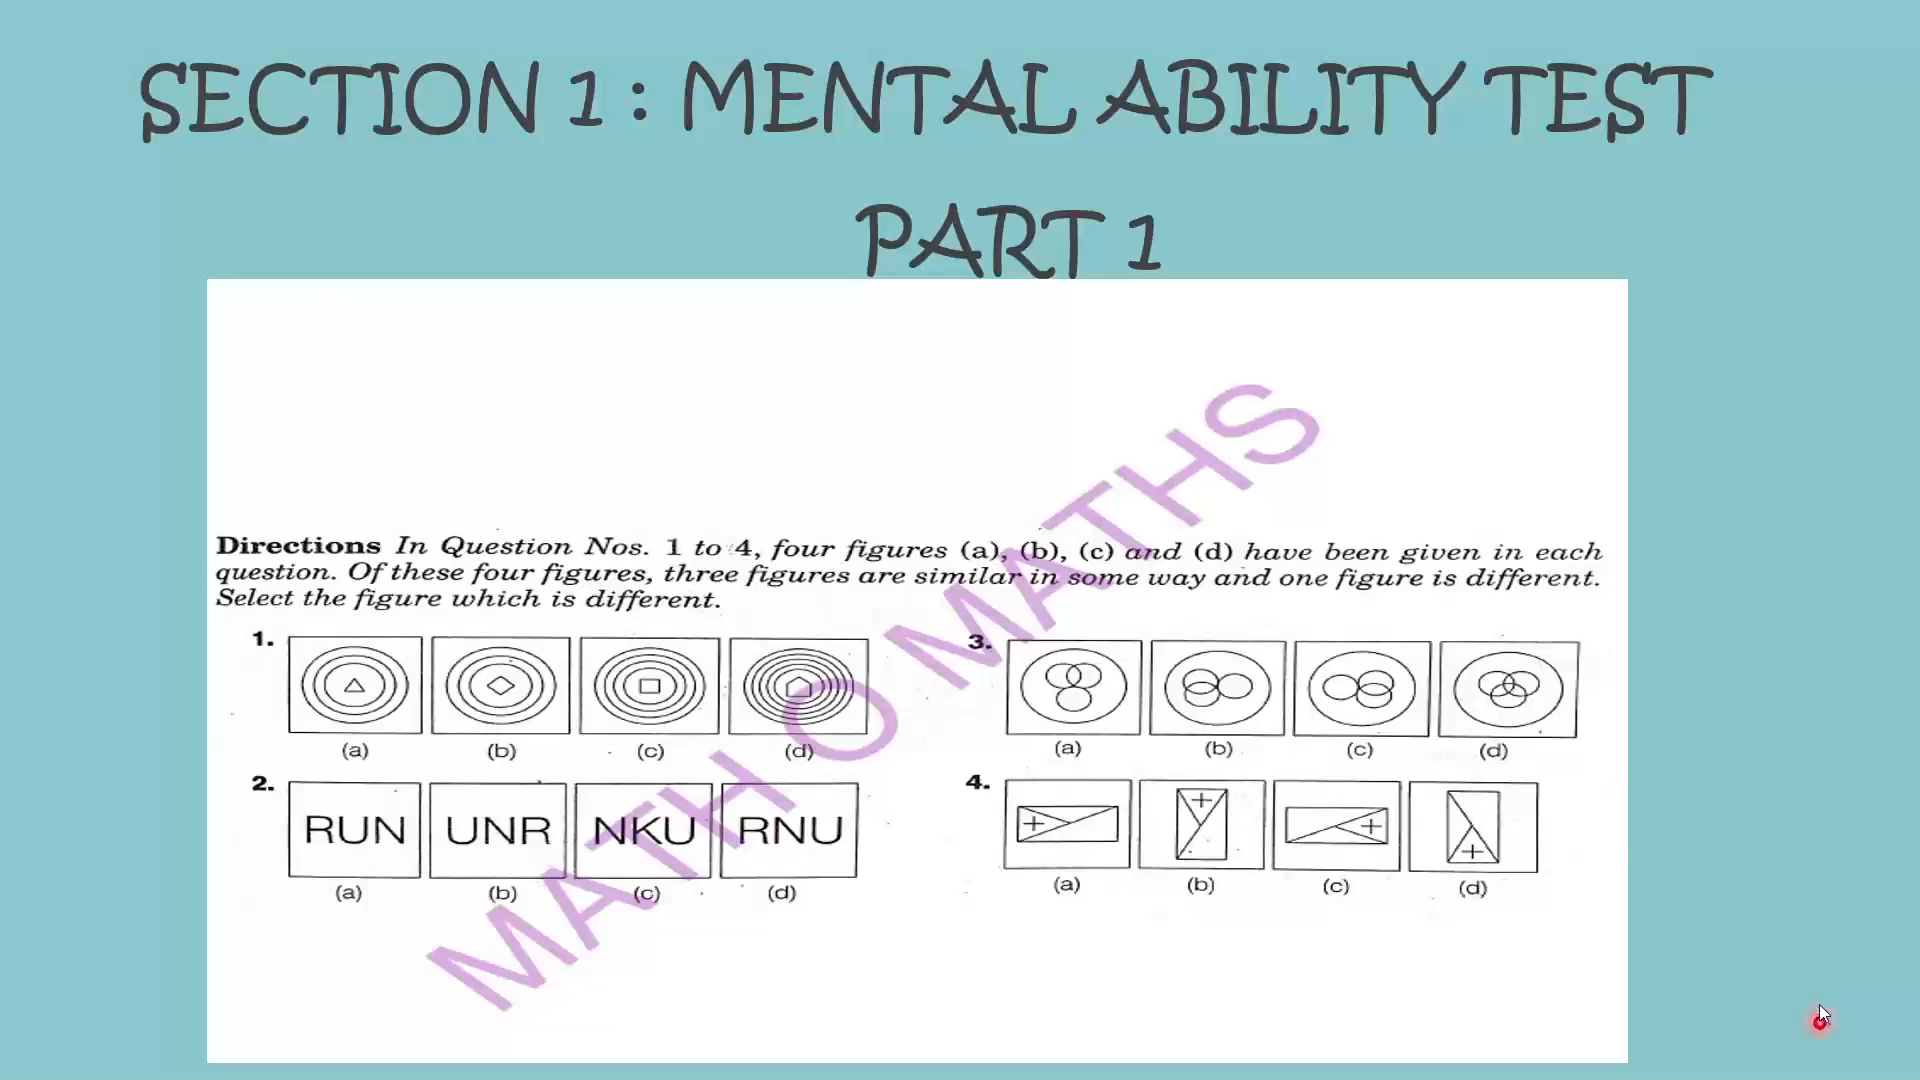 SECTION 1 : MENTAL ABILITY TEST
PART 1
Directions In Question Nos. 1 to 4, four figures (a), (b), (c) and (d) have been given in each
question. Of these four figures, three figures are similar in some way and one figure is different.
Select the figure which is different.
1.
(a) (b) (c) (d)
2.
RUN UNR NKU RNU
(a) (b) (c) (d)
3.
(a) (b) (c) (d)
4.
(a) (b) (c) (d)
MATH O MATHS